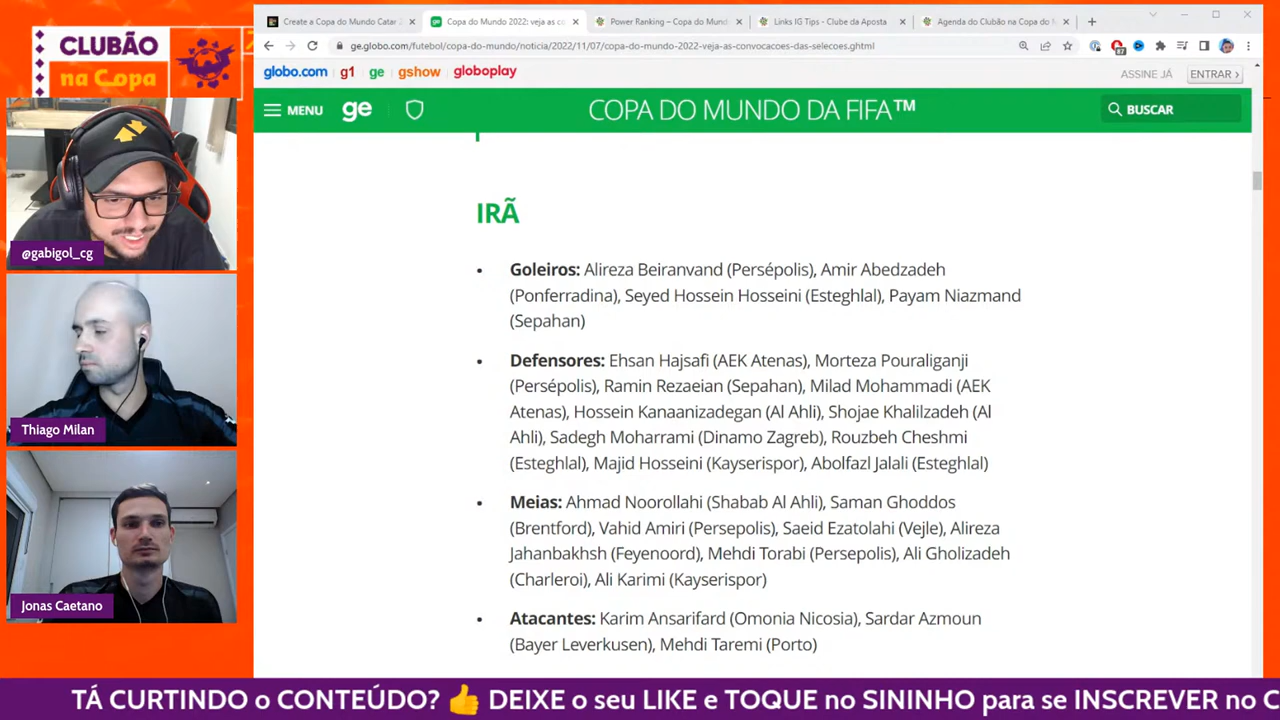 CLUBÃO
na Copa
Create a Copa do Mundo Catar 2
Copa do Mundo 2022: veja as co
Power Ranking – Copa do Mund
Links IG Tips - Clube da Aposta
Agenda do Clubão na Copa do M
ge.globo.com/futebol/copa-do-mundo/noticia/2022/11/07/copa-do-mundo-2022-veja-as-convocacoes-das-selecoes.ghtml
globo.com g1 ge gshow globoplay
ASSINE JÁ
ENTRAR ›
MENU
ge
COPA DO MUNDO DA FIFA™
BUSCAR
IRÃ
• Goleiros: Alireza Beiranvand (Persépolis), Amir Abedzadeh
(Ponferradina), Seyed Hossein Hosseini (Esteghlal), Payam Niazmand
(Sepahan)
• Defensores: Ehsan Hajsafi (AEK Atenas), Morteza Pouraliganji
(Persépolis), Ramin Rezaeian (Sepahan), Milad Mohammadi (AEK
Atenas), Hossein Kanaanizadegan (Al Ahli), Shojae Khalilzadeh (Al
Ahli), Sadegh Moharrami (Dinamo Zagreb), Rouzbeh Cheshmi
(Esteghlal), Majid Hosseini (Kayserispor), Abolfazl Jalali (Esteghlal)
• Meias: Ahmad Noorollahi (Shabab Al Ahli), Saman Ghoddos
(Brentford), Vahid Amiri (Persepolis), Saeid Ezatolahi (Vejle), Alireza
Jahanbakhsh (Feyenoord), Mehdi Torabi (Persepolis), Ali Gholizadeh
(Charleroi), Ali Karimi (Kayserispor)
• Atacantes: Karim Ansarifard (Omonia Nicosia), Sardar Azmoun
(Bayer Leverkusen), Mehdi Taremi (Porto)
@gabigol_cg
Thiago Milan
Jonas Caetano
TÁ CURTINDO o CONTEÚDO? 👍 DEIXE o seu LIKE e TOQUE no SININHO para se INSCREVER no C